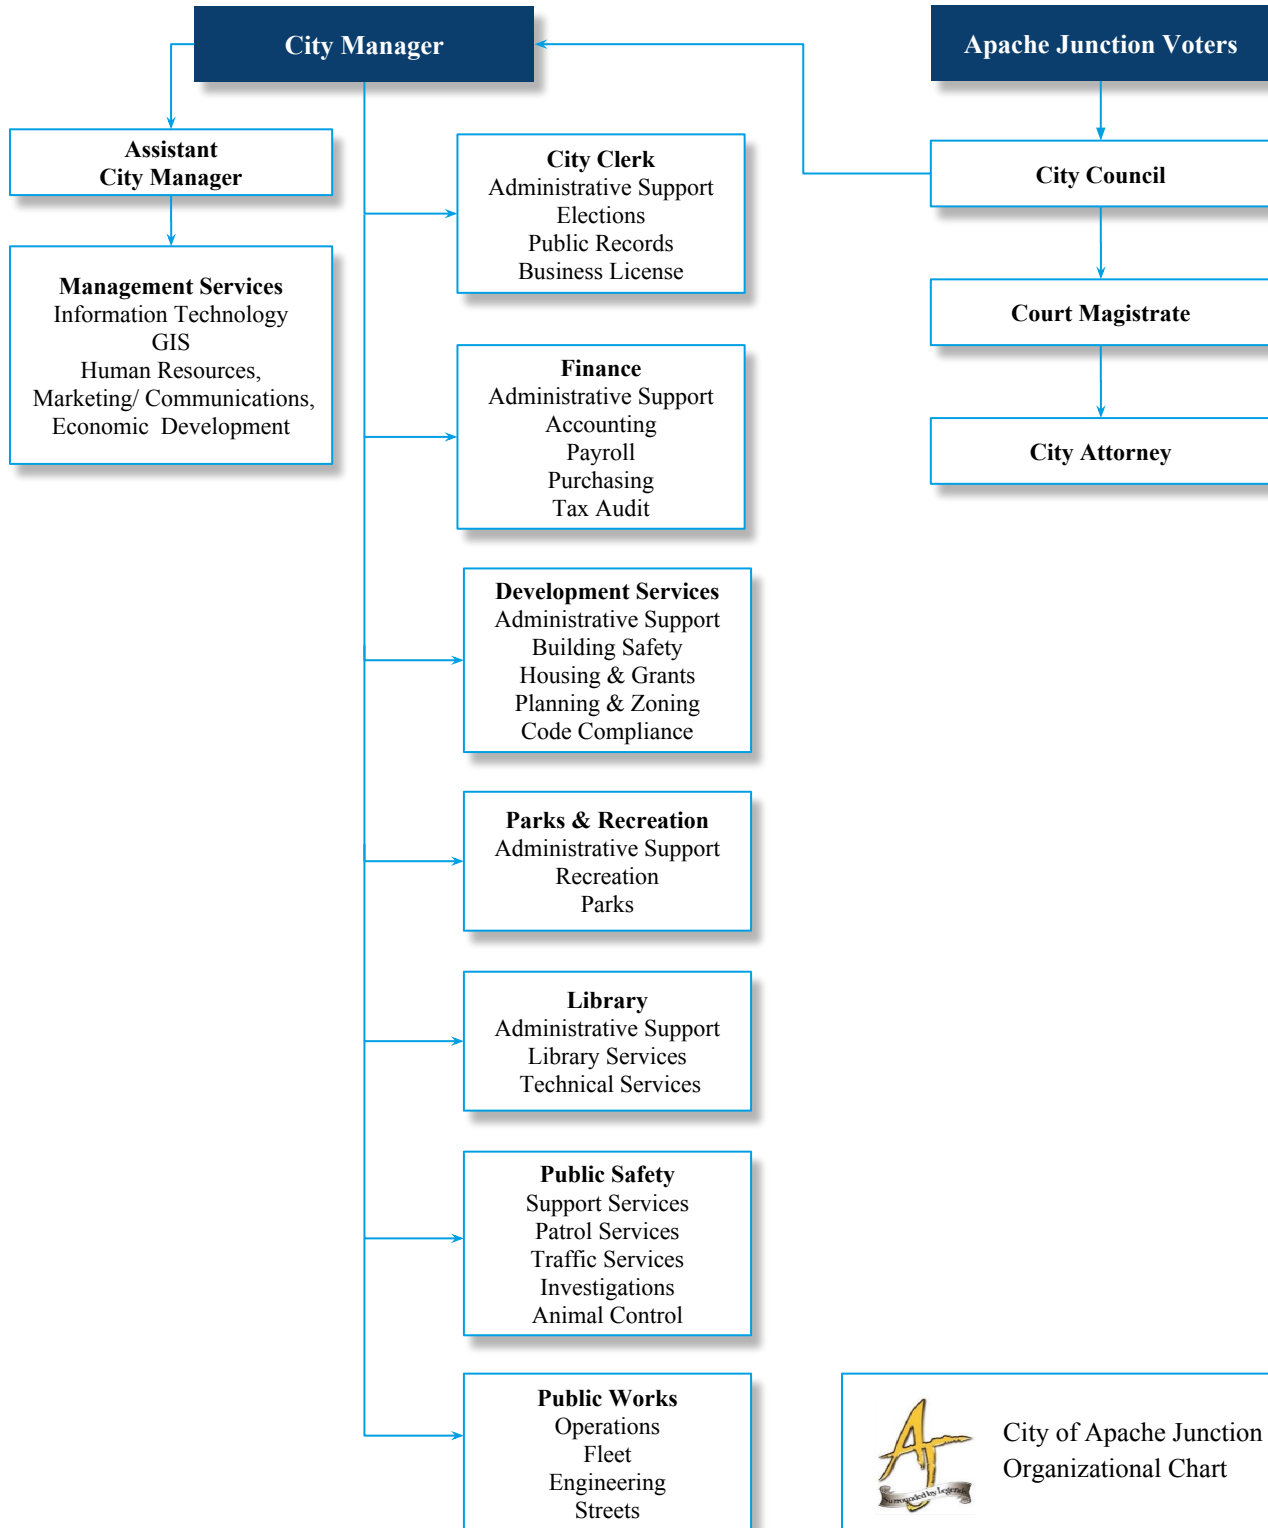 City Manager
Apache Junction Voters
Assistant
City Manager
City Clerk
Administrative Support
Elections
Public Records
Business License
City Council
Management Services
Information Technology
GIS
Human Resources,
Marketing/ Communications,
Economic Development
Court Magistrate
Finance
Administrative Support
Accounting
Payroll
Purchasing
Tax Audit
City Attorney
Development Services
Administrative Support
Building Safety
Housing & Grants
Planning & Zoning
Code Compliance
Parks & Recreation
Administrative Support
Recreation
Parks
Library
Administrative Support
Library Services
Technical Services
Public Safety
Support Services
Patrol Services
Traffic Services
Investigations
Animal Control
Public Works
Operations
Fleet
Engineering
Streets
AJ
Surrounded by Legends
City of Apache Junction
Organizational Chart